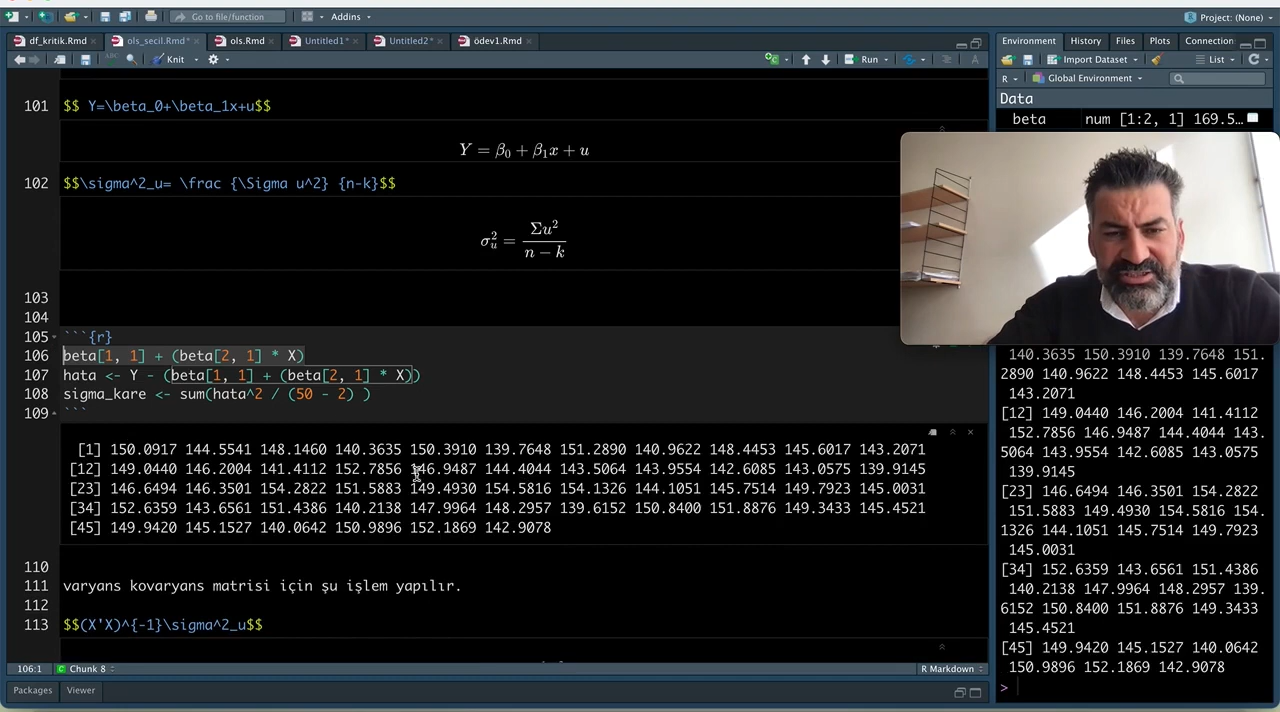 Go to file/function
Addins
Project: (None)
df_kritik.Rmd
ols_secil.Rmd*
ols.Rmd
Untitled1*
Untitled2*
ödev1.Rmd
Knit
Run
101 $$ Y=\beta_0+\beta_1x+u$$
Y = β0 + β1x + u
102 $$\sigma^2_u= \frac {\Sigma u^2} {n-k}$$
σ²u = Σu² / n − k
103
104
105 ```{r}
106 beta[1, 1] + (beta[2, 1] * X)
107 hata <- Y - (beta[1, 1] + (beta[2, 1] * X))
108 sigma_kare <- sum(hata^2 / (50 - 2) )
109 ```
[1] 150.0917 144.5541 148.1460 140.3635 150.3910 139.7648 151.2890 140.9622 148.4453 145.6017 143.2071
[12] 149.0440 146.2004 141.4112 152.7856 146.9487 144.4044 143.5064 143.9554 142.6085 143.0575 139.9145
[23] 146.6494 146.3501 154.2822 151.5883 149.4930 154.5816 154.1326 144.1051 145.7514 149.7923 145.0031
[34] 152.6359 143.6561 151.4386 140.2138 147.9964 148.2957 139.6152 150.8400 151.8876 149.3433 145.4521
[45] 149.9420 145.1527 140.0642 150.9896 152.1869 142.9078
110
111 varyans kovaryans matrisi için şu işlem yapılır.
112
113 $$(X'X)^{-1}\sigma^2_u$$
106:1 Chunk 8 R Markdown
Packages Viewer
Environment History Files Plots Connection
Import Dataset List
R Global Environment
Data
beta num [1:2, 1] 169.5…
140.3635 150.3910 139.7648 151.
2890 140.9622 148.4453 145.6017
143.2071
[12] 149.0440 146.2004 141.4112
152.7856 146.9487 144.4044 143.
5064 143.9554 142.6085 143.0575
139.9145
[23] 146.6494 146.3501 154.2822
151.5883 149.4930 154.5816 154.
1326 144.1051 145.7514 149.7923
145.0031
[34] 152.6359 143.6561 151.4386
140.2138 147.9964 148.2957 139.
6152 150.8400 151.8876 149.3433
145.4521
[45] 149.9420 145.1527 140.0642
150.9896 152.1869 142.9078
>